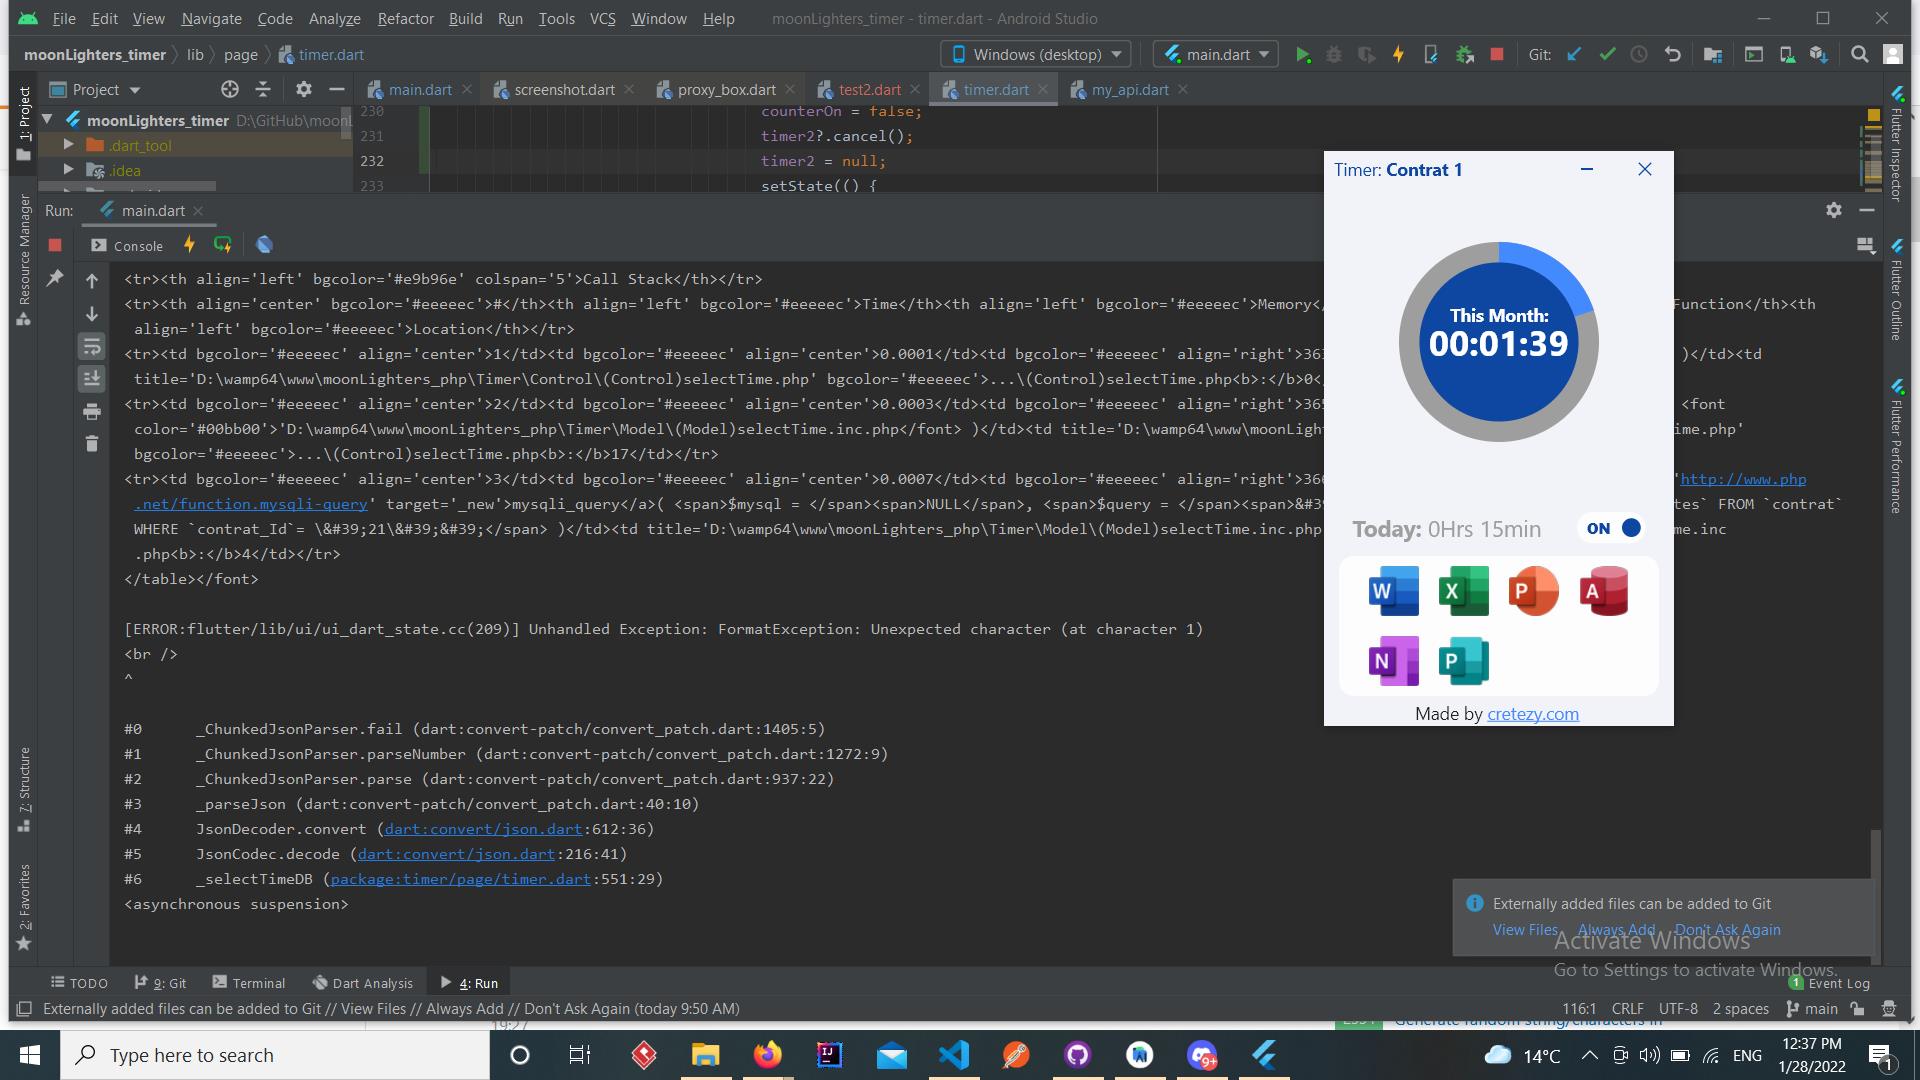 File Edit View Navigate Code Analyze Refactor Build Run Tools VCS Window Help moonLighters_timer - timer.dart - Android Studio
moonLighters_timer lib page timer.dart Windows (desktop) main.dart Git:
Project main.dart screenshot.dart proxy_box.dart test2.dart timer.dart my_api.dart
1: Project
Resource Manager
7: Structure
2: Favorites
Flutter Inspector
Flutter Outline
Flutter Performance
moonLighters_timer D:\GitHub\moonL
.dart_tool
.idea
230 counterOn = false;
231 timer2?.cancel();
232 timer2 = null;
233 setState(() {
Run: main.dart
Console
<tr><th align='left' bgcolor='#e9b96e' colspan='5'>Call Stack</th></tr>
<tr><th align='center' bgcolor='#eeeeec'>#</th><th align='left' bgcolor='#eeeeec'>Time</th><th align='left' bgcolor='#eeeeec'>Memory</ Function</th><th
align='left' bgcolor='#eeeeec'>Location</th></tr>
<tr><td bgcolor='#eeeeec' align='center'>1</td><td bgcolor='#eeeeec' align='center'>0.0001</td><td bgcolor='#eeeeec' align='right'>363 )</td><td
title='D:\wamp64\www\moonLighters_php\Timer\Control\(Control)selectTime.php' bgcolor='#eeeeec'>...\(Control)selectTime.php<b>:</b>0</
<tr><td bgcolor='#eeeeec' align='center'>2</td><td bgcolor='#eeeeec' align='center'>0.0003</td><td bgcolor='#eeeeec' align='right'>365 <font
color='#00bb00'>'D:\wamp64\www\moonLighters_php\Timer\Model\(Model)selectTime.inc.php</font> )</td><td title='D:\wamp64\www\moonLight ime.php'
bgcolor='#eeeeec'>...\(Control)selectTime.php<b>:</b>17</td></tr>
<tr><td bgcolor='#eeeeec' align='center'>3</td><td bgcolor='#eeeeec' align='center'>0.0007</td><td bgcolor='#eeeeec' align='right'>366 'http://www.php
.net/function.mysqli-query' target='_new'>mysqli_query</a>( <span>$mysql = </span><span>NULL</span>, <span>$query = </span><span>&#39 tes` FROM `contrat`
WHERE `contrat_Id`= \&#39;21\&#39;&#39;</span> )</td><td title='D:\wamp64\www\moonLighters_php\Timer\Model\(Model)selectTime.inc.php me.inc
.php<b>:</b>4</td></tr>
</table></font>
[ERROR:flutter/lib/ui/ui_dart_state.cc(209)] Unhandled Exception: FormatException: Unexpected character (at character 1)
<br />
^
#0 _ChunkedJsonParser.fail (dart:convert-patch/convert_patch.dart:1405:5)
#1 _ChunkedJsonParser.parseNumber (dart:convert-patch/convert_patch.dart:1272:9)
#2 _ChunkedJsonParser.parse (dart:convert-patch/convert_patch.dart:937:22)
#3 _parseJson (dart:convert-patch/convert_patch.dart:40:10)
#4 JsonDecoder.convert (dart:convert/json.dart:612:36)
#5 JsonCodec.decode (dart:convert/json.dart:216:41)
#6 _selectTimeDB (package:timer/page/timer.dart:551:29)
<asynchronous suspension>
Timer: Contrat 1
This Month:
00:01:39
Today: 0Hrs 15min ON
W X P A
N P
Made by cretezy.com
Externally added files can be added to Git
View Files Always Add Don't Ask Again
Activate Windows
Go to Settings to activate Windows.
TODO 9: Git Terminal Dart Analysis 4: Run 1 Event Log
Externally added files can be added to Git // View Files // Always Add // Don't Ask Again (today 9:50 AM) 116:1 CRLF UTF-8 2 spaces main
19:27
Type here to search IJ 9+ 14°C ENG 12:37 PM
1/28/2022 1